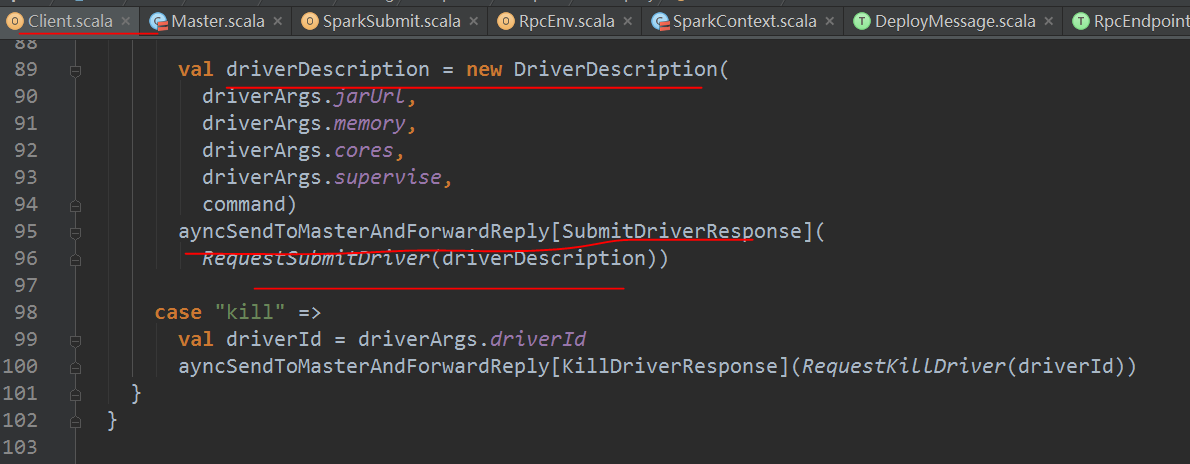 Client.scala × Master.scala × SparkSubmit.scala × RpcEnv.scala × SparkContext.scala × DeployMessage.scala × RpcEndpoint
88
89 val driverDescription = new DriverDescription(
90 driverArgs.jarUrl,
91 driverArgs.memory,
92 driverArgs.cores,
93 driverArgs.supervise,
94 command)
95 ayncSendToMasterAndForwardReply[SubmitDriverResponse](
96 RequestSubmitDriver(driverDescription))
97
98 case "kill" =>
99 val driverId = driverArgs.driverId
100 ayncSendToMasterAndForwardReply[KillDriverResponse](RequestKillDriver(driverId))
101 }
102 }
103